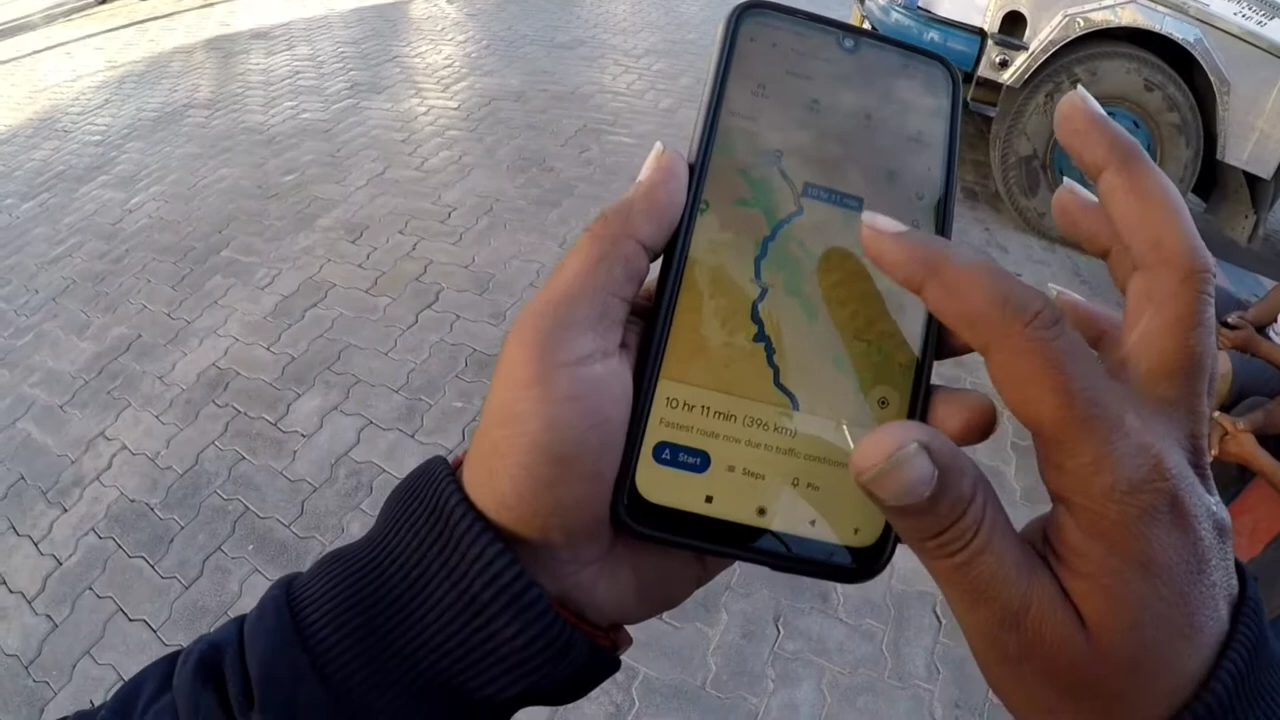 10 hr 11 min
10 hr 11 min (396 km)
Fastest route now due to traffic conditions
Start
Steps
Pin